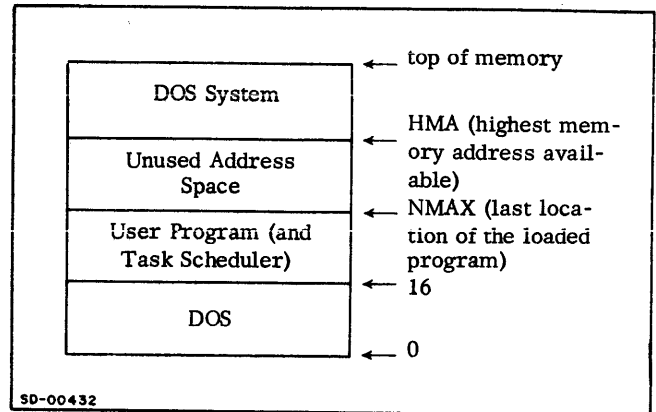 top of memory
DOS System
HMA (highest mem-
ory address avail-
able)
Unused Address
Space
NMAX (last loca-
tion of the loaded
program)
User Program (and
Task Scheduler)
16
DOS
0
SD-00432